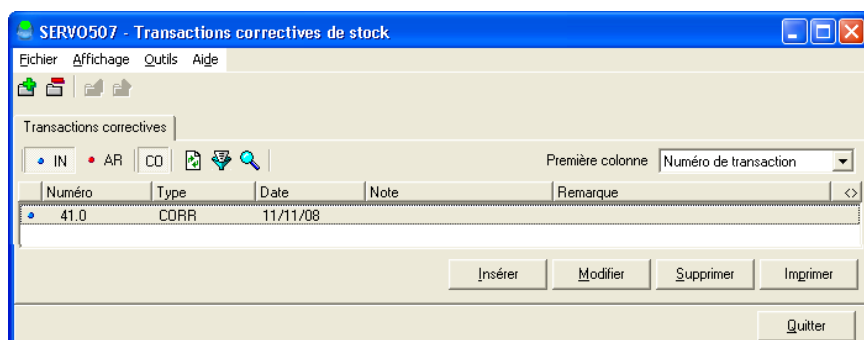 SERVO507 - Transactions correctives de stock
Fichier Affichage Outils Aide
Transactions correctives
IN AR CO Première colonne Numéro de transaction
Numéro Type Date Note Remarque <>
41.0 CORR 11/11/08
Insérer Modifier Supprimer Imprimer
Quitter